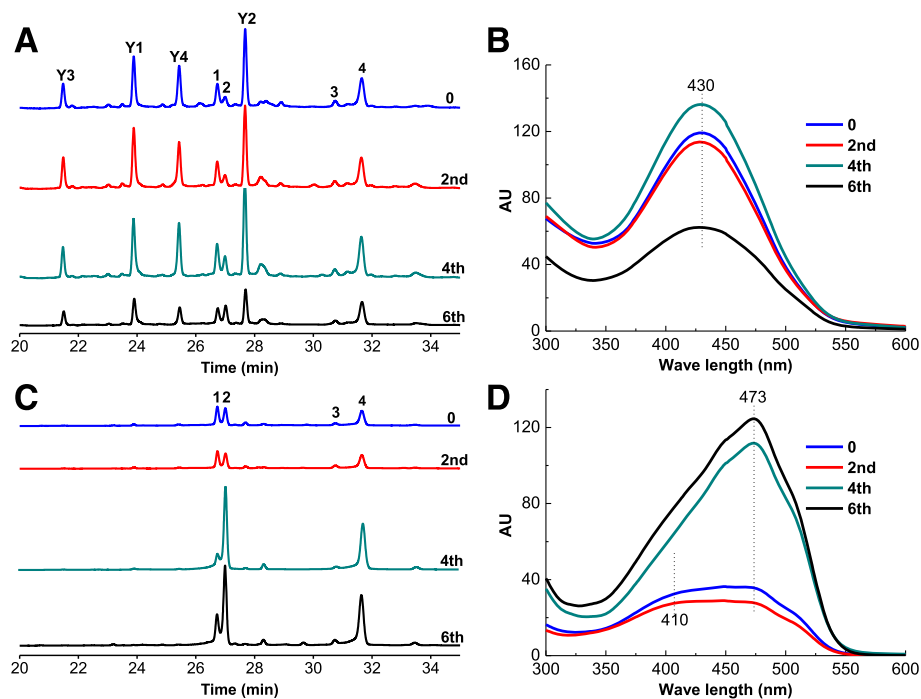 A
Y3
Y1
Y4
1
2
Y2
3
4
0
2nd
4th
6th
20 22 24 26 28 30 32 34
Time (min)
B
160
120
80
40
0
AU
430
0
2nd
4th
6th
300 350 400 450 500 550 600
Wave length (nm)
C
1 2
3
4
0
2nd
4th
6th
20 22 24 26 28 30 32 34
Time (min)
D
120
80
40
0
AU
473
410
0
2nd
4th
6th
300 350 400 450 500 550 600
Wave length (nm)